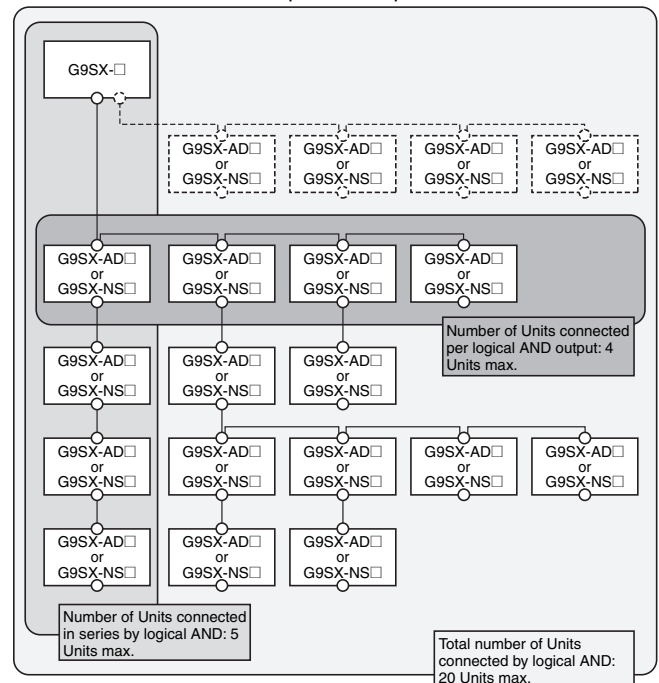 G9SX-□
G9SX-AD□
or
G9SX-NS□
G9SX-AD□
or
G9SX-NS□
G9SX-AD□
or
G9SX-NS□
G9SX-AD□
or
G9SX-NS□
G9SX-AD□
or
G9SX-NS□
G9SX-AD□
or
G9SX-NS□
G9SX-AD□
or
G9SX-NS□
G9SX-AD□
or
G9SX-NS□
Number of Units connected
per logical AND output: 4
Units max.
G9SX-AD□
or
G9SX-NS□
G9SX-AD□
or
G9SX-NS□
G9SX-AD□
or
G9SX-NS□
G9SX-AD□
or
G9SX-NS□
G9SX-AD□
or
G9SX-NS□
G9SX-AD□
or
G9SX-NS□
G9SX-AD□
or
G9SX-NS□
G9SX-AD□
or
G9SX-NS□
G9SX-AD□
or
G9SX-NS□
G9SX-AD□
or
G9SX-NS□
G9SX-AD□
or
G9SX-NS□
Number of Units connected
in series by logical AND: 5
Units max.
Total number of Units
connected by logical AND:
20 Units max.